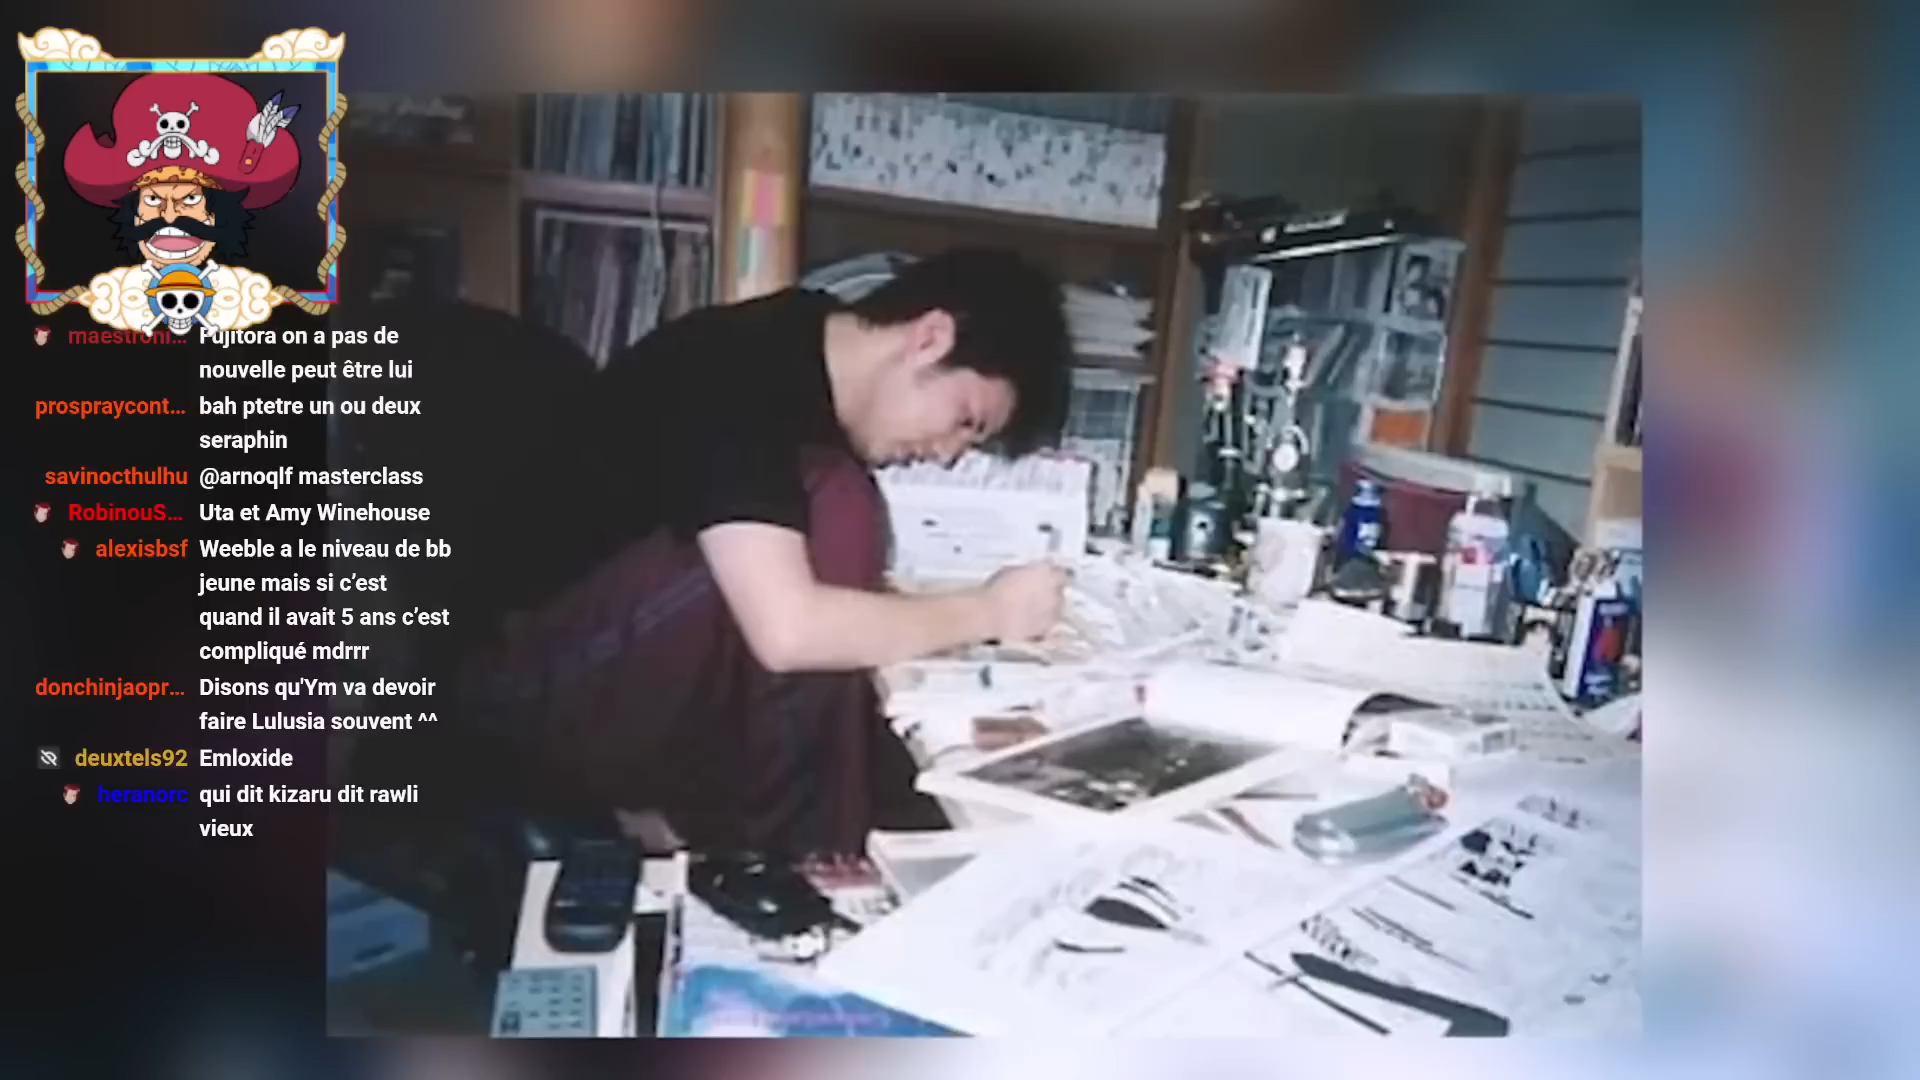 maestroni... Fujitora on a pas de
nouvelle peut être lui
prospraycont... bah ptetre un ou deux
seraphin
savinocthulhu @arnoqlf masterclass
RobinouS... Uta et Amy Winehouse
alexisbsf Weeble a le niveau de bb
jeune mais si c’est
quand il avait 5 ans c’est
compliqué mdrrr
donchinjaopr... Disons qu'Ym va devoir
faire Lulusia souvent ^^
deuxtels92 Emloxide
heranorc qui dit kizaru dit rawli
vieux